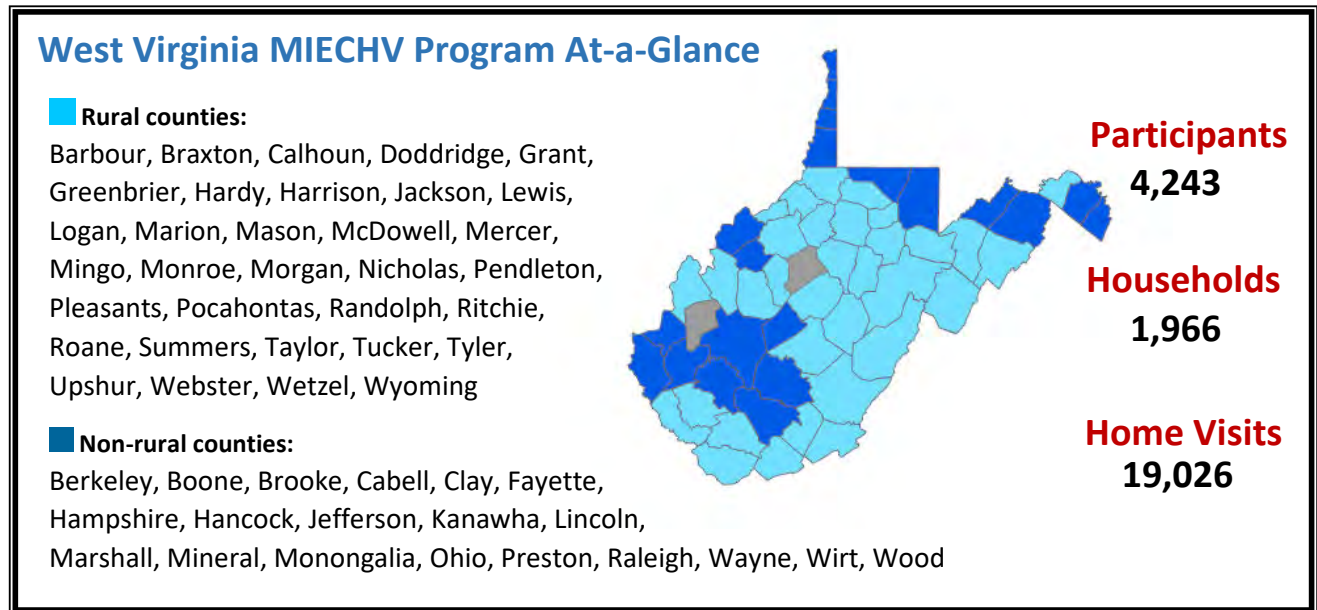 West Virginia MIECHV Program At-a-Glance
Rural counties:
Barbour, Braxton, Calhoun, Doddridge, Grant,
Greenbrier, Hardy, Harrison, Jackson, Lewis,
Logan, Marion, Mason, McDowell, Mercer,
Mingo, Monroe, Morgan, Nicholas, Pendleton,
Pleasants, Pocahontas, Randolph, Ritchie,
Roane, Summers, Taylor, Tucker, Tyler,
Upshur, Webster, Wetzel, Wyoming
Non-rural counties:
Berkeley, Boone, Brooke, Cabell, Clay, Fayette,
Hampshire, Hancock, Jefferson, Kanawha, Lincoln,
Marshall, Mineral, Monongalia, Ohio, Preston, Raleigh, Wayne, Wirt, Wood
Participants
4,243
Households
1,966
Home Visits
19,026